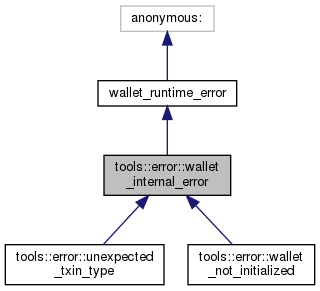 anonymous:
wallet_runtime_error
tools::error::wallet
_internal_error
tools::error::unexpected
_txin_type
tools::error::wallet
_not_initialized